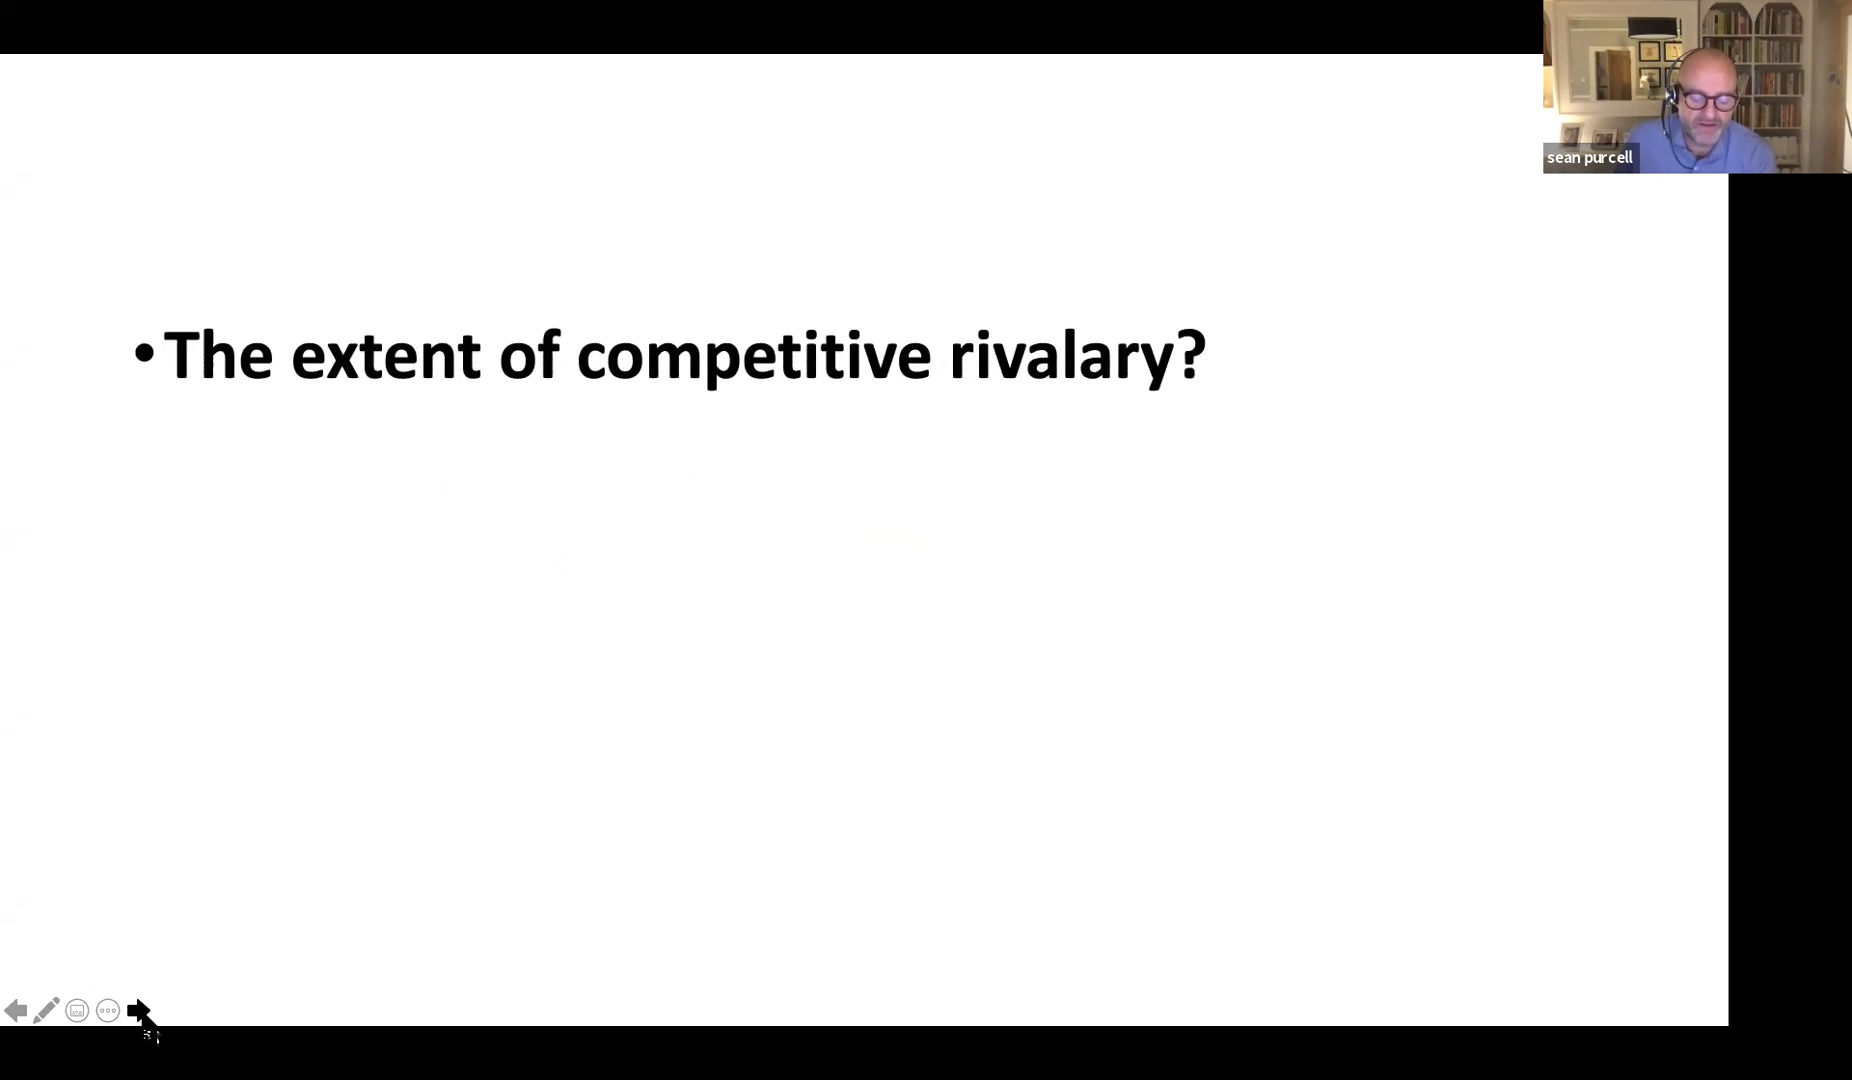 sean purcell
• The extent of competitive rivalary?